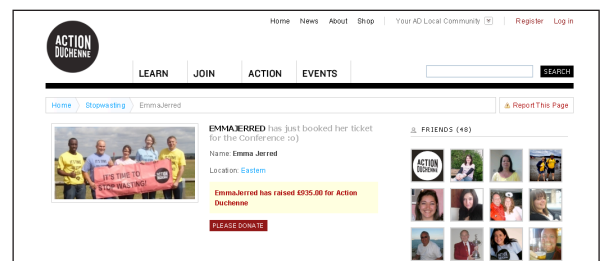 Home News About Shop Your AD Local Community Register Log in
ACTION
DUCHENNE
LEARN JOIN ACTION EVENTS
SEARCH
Home Stopwasting EmmaJerred
Report This Page
EMMAJERRED has just booked her ticket
for the Conference :o)
Name: Emma Jerred
Location: Eastern
EmmaJerred has raised £935.00 for Action
Duchenne
PLEASE DONATE
IT'S TIME TO
STOP WASTING!
FRIENDS (48)
ACTION
DUCHENNE